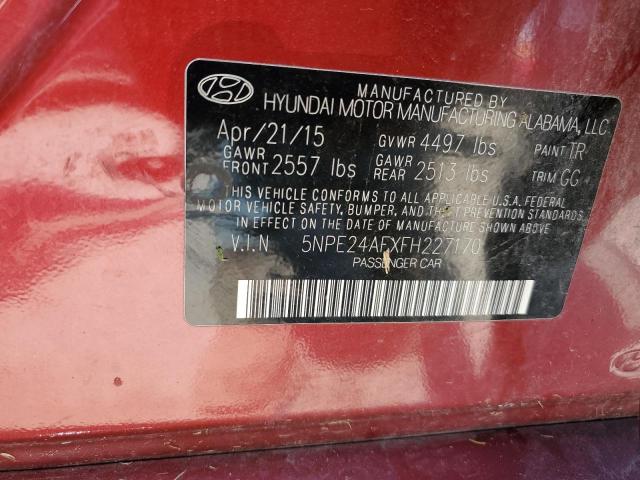 MANUFACTURED BY
HYUNDAI MOTOR MANUFACTURING ALABAMA, LLC
Apr/21/15 GVWR 4497 lbs PAINT TR
GAWR FRONT 2557 lbs GAWR REAR 2513 lbs TRIM GG
THIS VEHICLE CONFORMS TO ALL APPLICABLE U.S.A. FEDERAL
MOTOR VEHICLE SAFETY, BUMPER, AND THEFT PREVENTION STANDARDS
IN EFFECT ON THE DATE OF MANUFACTURE SHOWN ABOVE.
V.I.N 5NPE24AFXFH227170
PASSENGER CAR